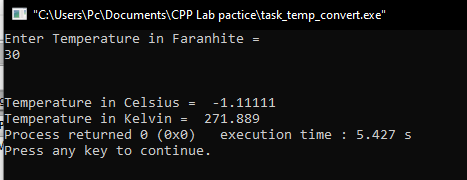 "C:\Users\Pc\Documents\CPP Lab pactice\task_temp_convert.exe"
Enter Temperature in Faranhite =
30
Temperature in Celsius =  -1.11111
Temperature in Kelvin =  271.889
Process returned 0 (0x0)   execution time : 5.427 s
Press any key to continue.